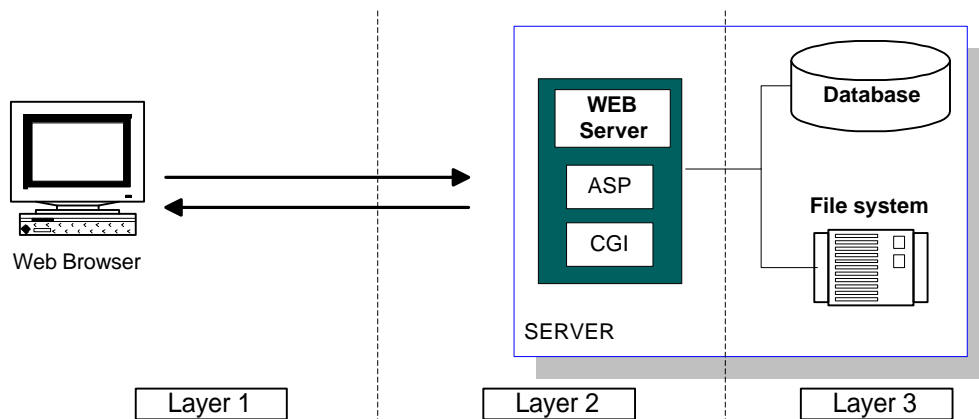 WEB
Server
ASP
CGI
Database
File system
Web Browser
SERVER
Layer 1
Layer 2
Layer 3